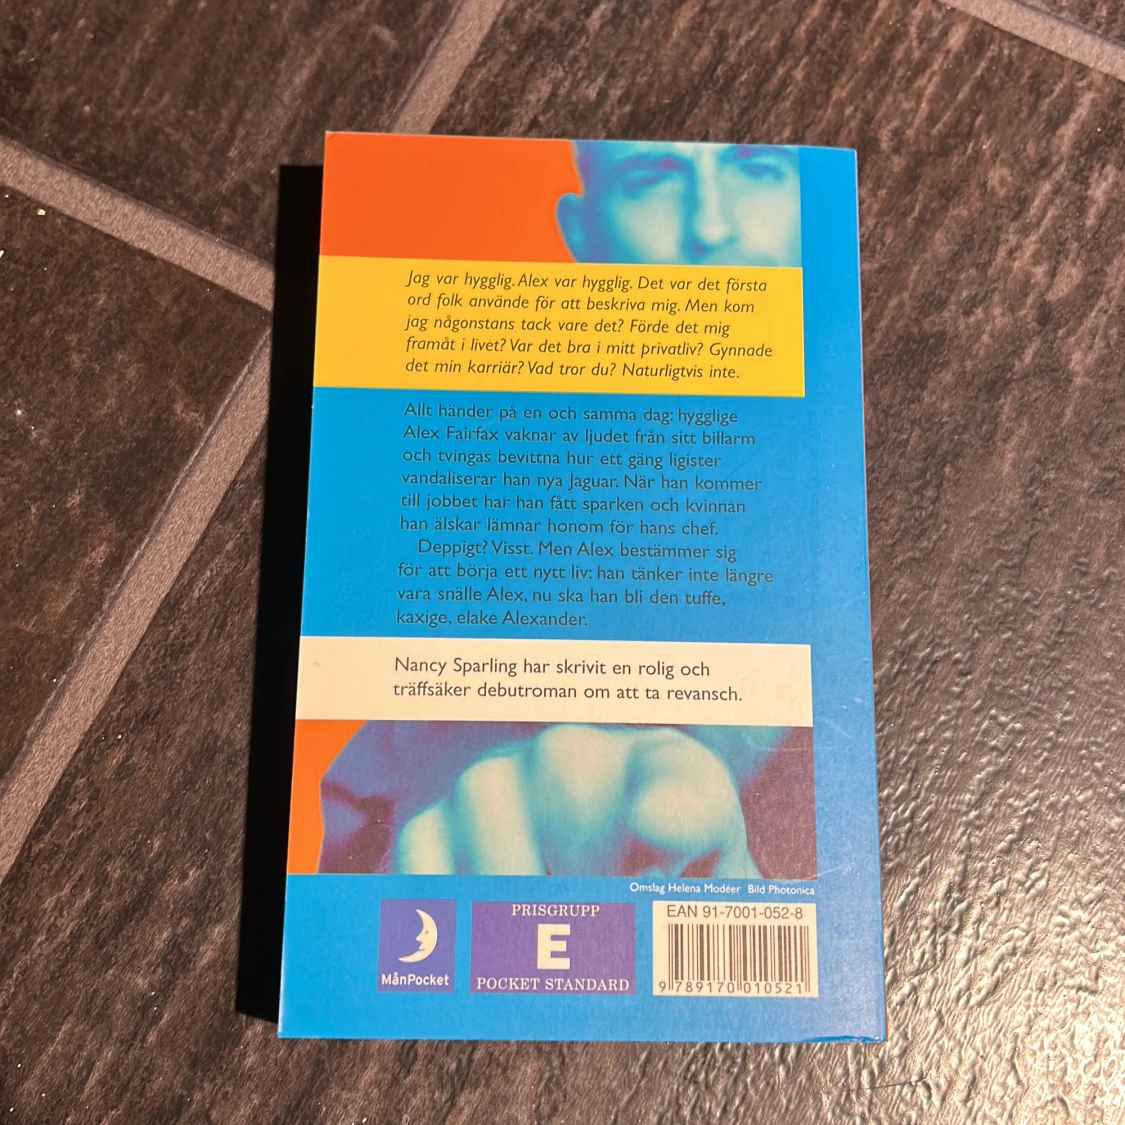 Jag var hygglig. Alex var hygglig. Det var det första
ord folk använde för att beskriva mig. Men kom
jag någonstans tack vare det? Förde det mig
framåt i livet? Var det bra i mitt privatliv? Gynnade
det min karriär? Vad tror du? Naturligtvis inte.
Allt händer på en och samma dag: hygglige
Alex Fairfax vaknar av ljudet från sitt billarm
och tvingas bevittna hur ett gäng ligister
vandaliserar han nya Jaguar. När han kommer
till jobbet har han fått sparken och kvinnan
han älskar lämnar honom för hans chef.
Deppigt? Visst. Men Alex bestämmer sig
för att börja ett nytt liv: han tänker inte längre
vara snälle Alex, nu ska han bli den tuffe,
kaxige, elake Alexander.
Nancy Sparling har skrivit en rolig och
träffsäker debutroman om att ta revansch.
Omslag Helena Modéer Bild Photonica
MånPocket
PRISGRUPP
E
POCKET STANDARD
EAN 91-7001-052-8
9 789170 010521